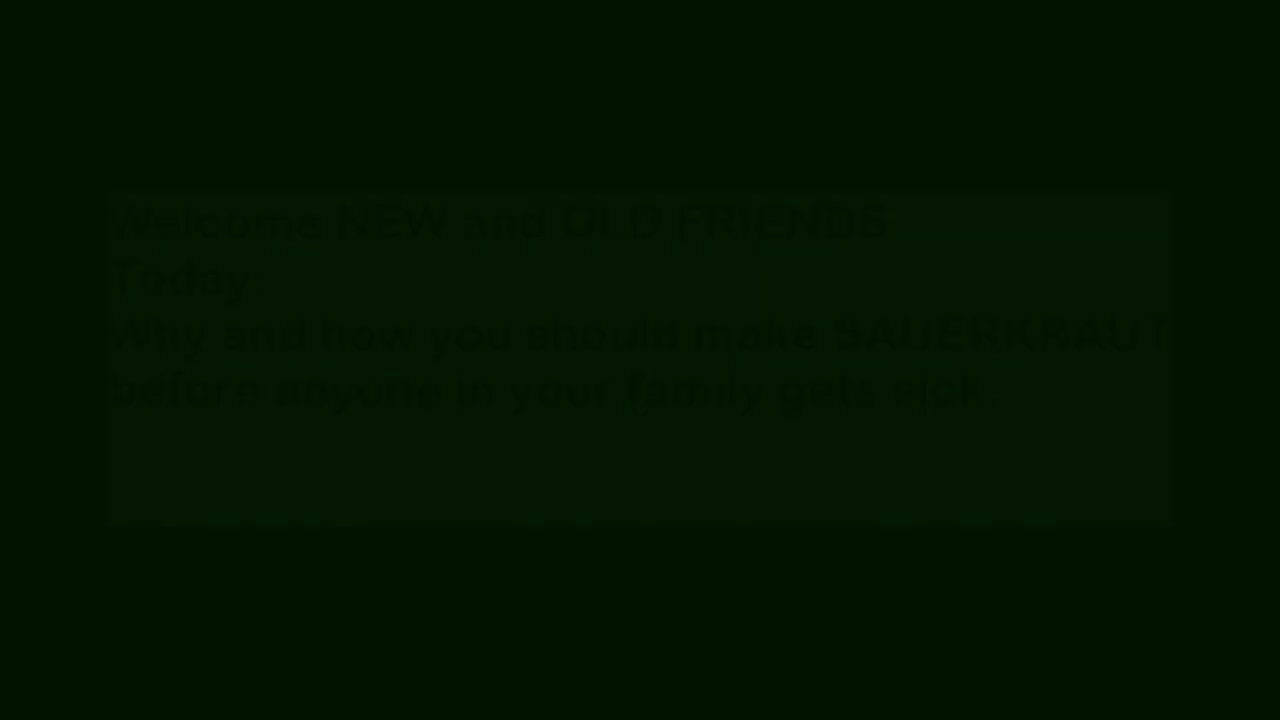 Welcome NEW and OLD FRIENDS
Today:
Why and how you should make SAUERKRAUT
before anyone in your family gets sick.